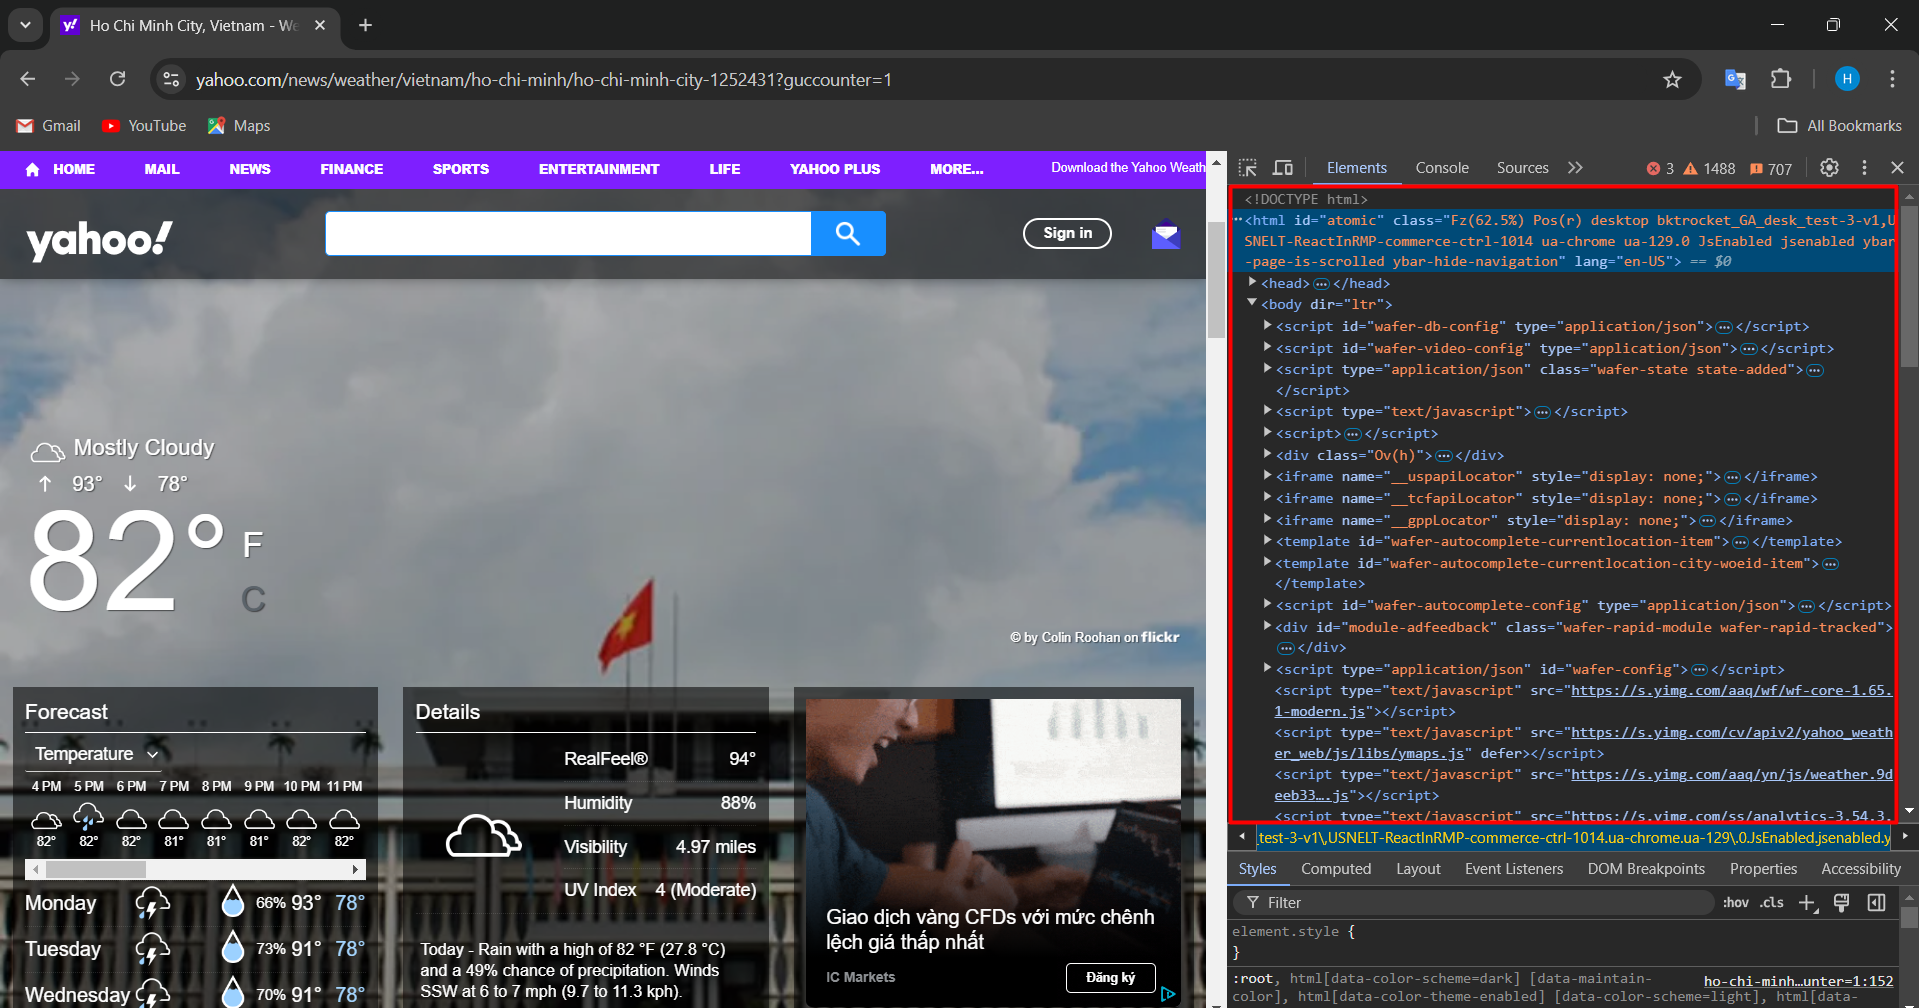 Ho Chi Minh City, Vietnam - We
yahoo.com/news/weather/vietnam/ho-chi-minh/ho-chi-minh-city-1252431?guccounter=1
H
Gmail YouTube Maps
All Bookmarks
HOME MAIL NEWS FINANCE SPORTS ENTERTAINMENT LIFE YAHOO PLUS MORE... Download the Yahoo Weath
yahoo!
Sign in
Mostly Cloudy
↑ 93° ↓ 78°
82° F
C
© by Colin Roohan on flickr
Forecast
Temperature
4 PM 5 PM 6 PM 7 PM 8 PM 9 PM 10 PM 11 PM
82° 82° 82° 81° 81° 81° 82° 82°
Monday 66% 93° 78°
Tuesday 73% 91° 78°
Wednesday 70% 91° 78°
Details
RealFeel® 94°
Humidity 88%
Visibility 4.97 miles
UV Index 4 (Moderate)
Today - Rain with a high of 82 °F (27.8 °C)
and a 49% chance of precipitation. Winds
SSW at 6 to 7 mph (9.7 to 11.3 kph).
Giao dịch vàng CFDs với mức chênh
lệch giá thấp nhất
IC Markets
Đăng ký
Elements Console Sources 3 1488 707
<!DOCTYPE html>
<html id="atomic" class="Fz(62.5%) Pos(r) desktop bktrocket_GA_desk_test-3-v1,U
SNELT-ReactInRMP-commerce-ctrl-1014 ua-chrome ua-129.0 JsEnabled jsenabled ybar
-page-is-scrolled ybar-hide-navigation" lang="en-US"> == $0
<head>…</head>
<body dir="ltr">
<script id="wafer-db-config" type="application/json">…</script>
<script id="wafer-video-config" type="application/json">…</script>
<script type="application/json" class="wafer-state state-added">…
</script>
<script type="text/javascript">…</script>
<script>…</script>
<div class="Ov(h)">…</div>
<iframe name="__uspapiLocator" style="display: none;">…</iframe>
<iframe name="__tcfapiLocator" style="display: none;">…</iframe>
<iframe name="__gppLocator" style="display: none;">…</iframe>
<template id="wafer-autocomplete-currentlocation-item">…</template>
<template id="wafer-autocomplete-currentlocation-city-woeid-item">…
</template>
<script id="wafer-autocomplete-config" type="application/json">…</script>
<div id="module-adfeedback" class="wafer-rapid-module wafer-rapid-tracked">
…</div>
<script type="application/json" id="wafer-config">…</script>
<script type="text/javascript" src="https://s.yimg.com/aaq/wf/wf-core-1.65.
1-modern.js"></script>
<script type="text/javascript" src="https://s.yimg.com/cv/apiv2/yahoo_weath
er_web/js/libs/ymaps.js" defer></script>
<script type="text/javascript" src="https://s.yimg.com/aaq/yn/js/weather.9d
eeb33….js"></script>
<script type="text/javascript" src="https://s.yimg.com/ss/analytics-3.54.3.
test-3-v1\,USNELT-ReactInRMP-commerce-ctrl-1014.ua-chrome.ua-129\.0.JsEnabled.jsenabled.y
Styles Computed Layout Event Listeners DOM Breakpoints Properties Accessibility
Filter :hov .cls
element.style {
}
:root, html[data-color-scheme=dark] [data-maintain- ho-chi-minh…unter=1:152
color], html[data-color-theme-enabled] [data-color-scheme=light], html[data-